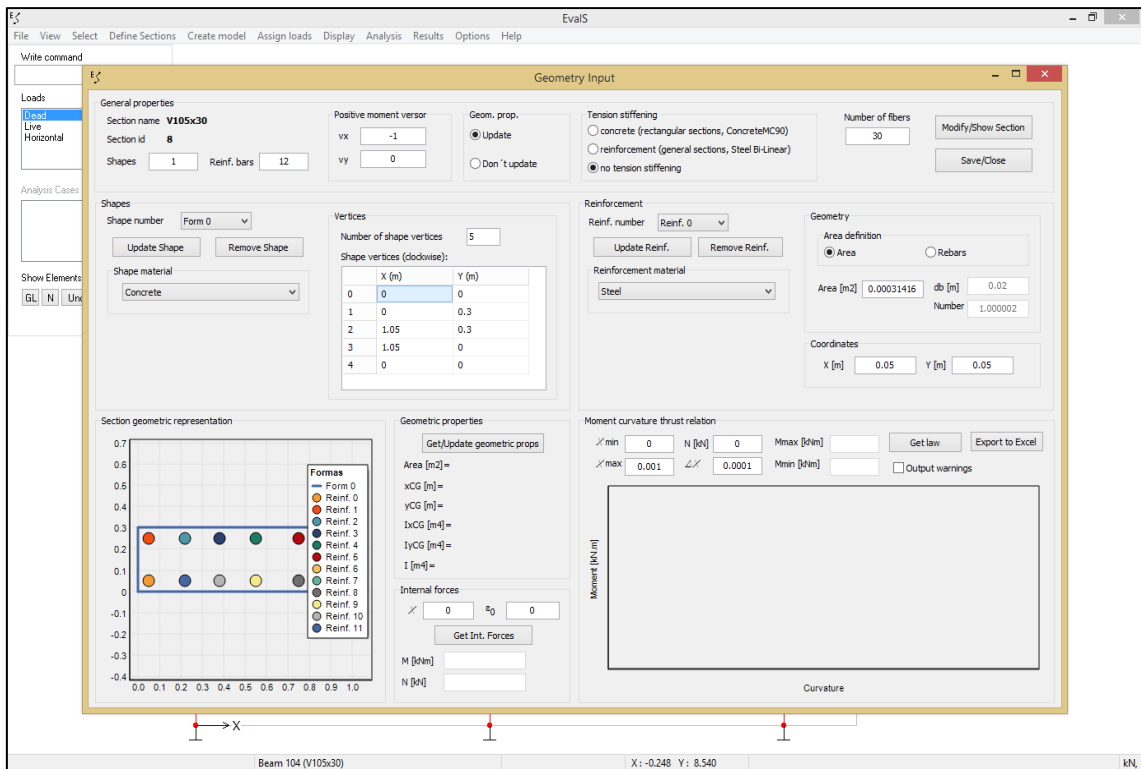 EvalS
File View Select Define Sections Create model Assign loads Display Analysis Results Options Help
Write command
Loads
Dead
Live
Horizontal
Analysis Cases
Show Elements
GL N Und
Geometry Input
General properties
Section name V105x30
Section id 8
Shapes 1 Reinf. bars 12
Positive moment versor
vx -1
vy 0
Geom. prop.
Update
Don´t update
Tension stiffening
concrete (rectangular sections, ConcreteMC90)
reinforcement (general sections, Steel Bi-Linear)
no tension stiffening
Number of fibers
30
Modify/Show Section
Save/Close
Shapes
Shape number Form 0
Update Shape Remove Shape
Shape material
Concrete
Vertices
Number of shape vertices 5
Shape vertices (clockwise):
X (m) Y (m)
0 0 0
1 0 0.3
2 1.05 0.3
3 1.05 0
4 0 0
Reinforcement
Reinf. number Reinf. 0
Update Reinf. Remove Reinf.
Reinforcement material
Steel
Geometry
Area definition
Area Rebars
Area [m2] 0.00031416 db [m] 0.02
Number 1.000002
Coordinates
X [m] 0.05 Y [m] 0.05
Section geometric representation
0.7
0.6
0.5
0.4
0.3
0.2
0.1
0
-0.1
-0.2
-0.3
-0.4
0.0 0.1 0.2 0.3 0.4 0.5 0.6 0.7 0.8 0.9 1.0
Formas
Form 0
Reinf. 0
Reinf. 1
Reinf. 2
Reinf. 3
Reinf. 4
Reinf. 5
Reinf. 6
Reinf. 7
Reinf. 8
Reinf. 9
Reinf. 10
Reinf. 11
Geometric properties
Get/Update geometric props
Area [m2]=
xCG [m]=
yCG [m]=
IxCG [m4]=
IyCG [m4]=
I [m4]=
Internal forces
χ 0 ε0 0
Get Int. Forces
M [kNm]
N [kN]
Moment curvature thrust relation
χ min 0 N [kN] 0 Mmax [kNm] Get law Export to Excel
χ max 0.001 Δχ 0.0001 Mmin [kNm] Output warnings
Moment [kN.m]
Curvature
X
Beam 104 (V105x30) X : -0.248 Y : 8.540 kN,